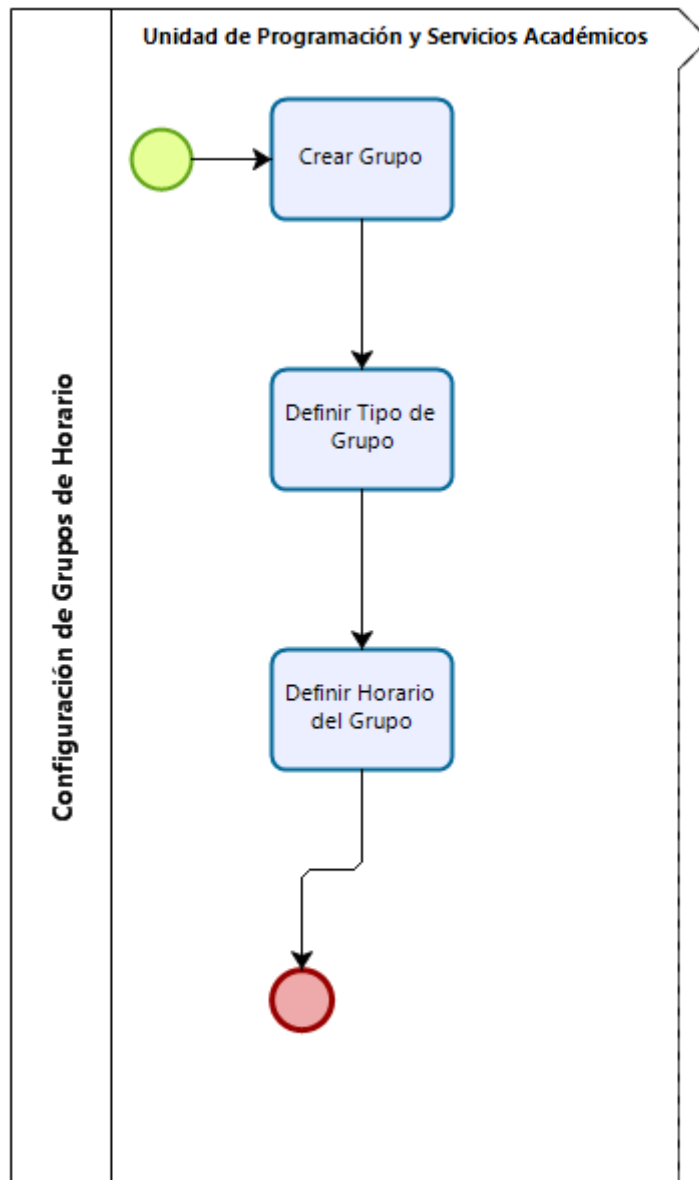 Unidad de Programación y Servicios Académicos
Configuración de Grupos de Horario
Crear Grupo
Definir Tipo de
Grupo
Definir Horario
del Grupo